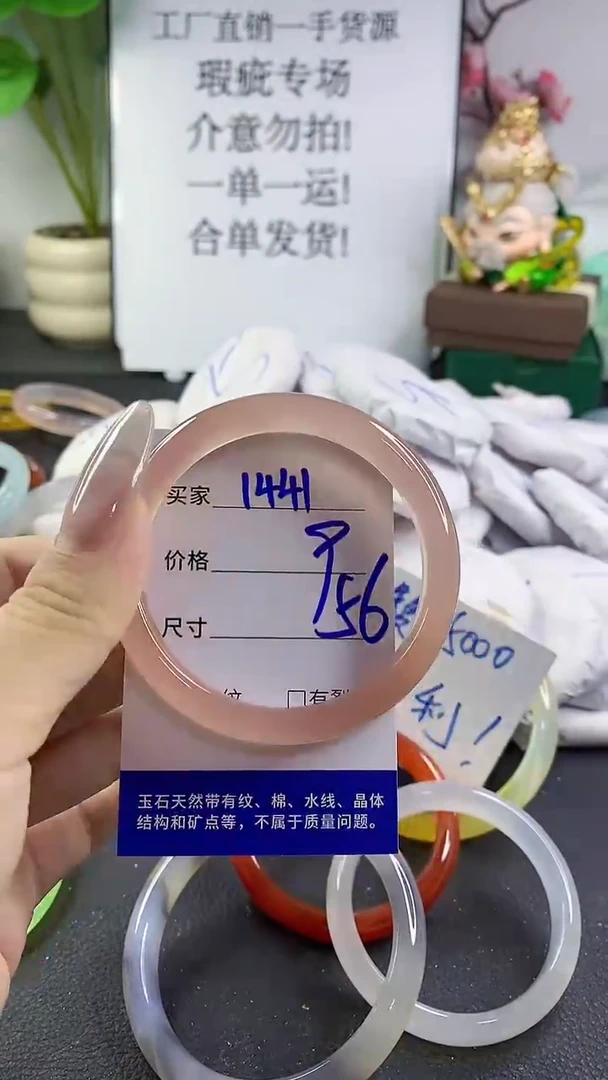 工厂直销一手货源
瑕疵专场
介意勿拍!
一单一运!
合单发货!
买家 1441
价格
尺寸 56
纹 □有裂
5000
利!
玉石天然带有纹、棉、水线、晶体
结构和矿点等，不属于质量问题。